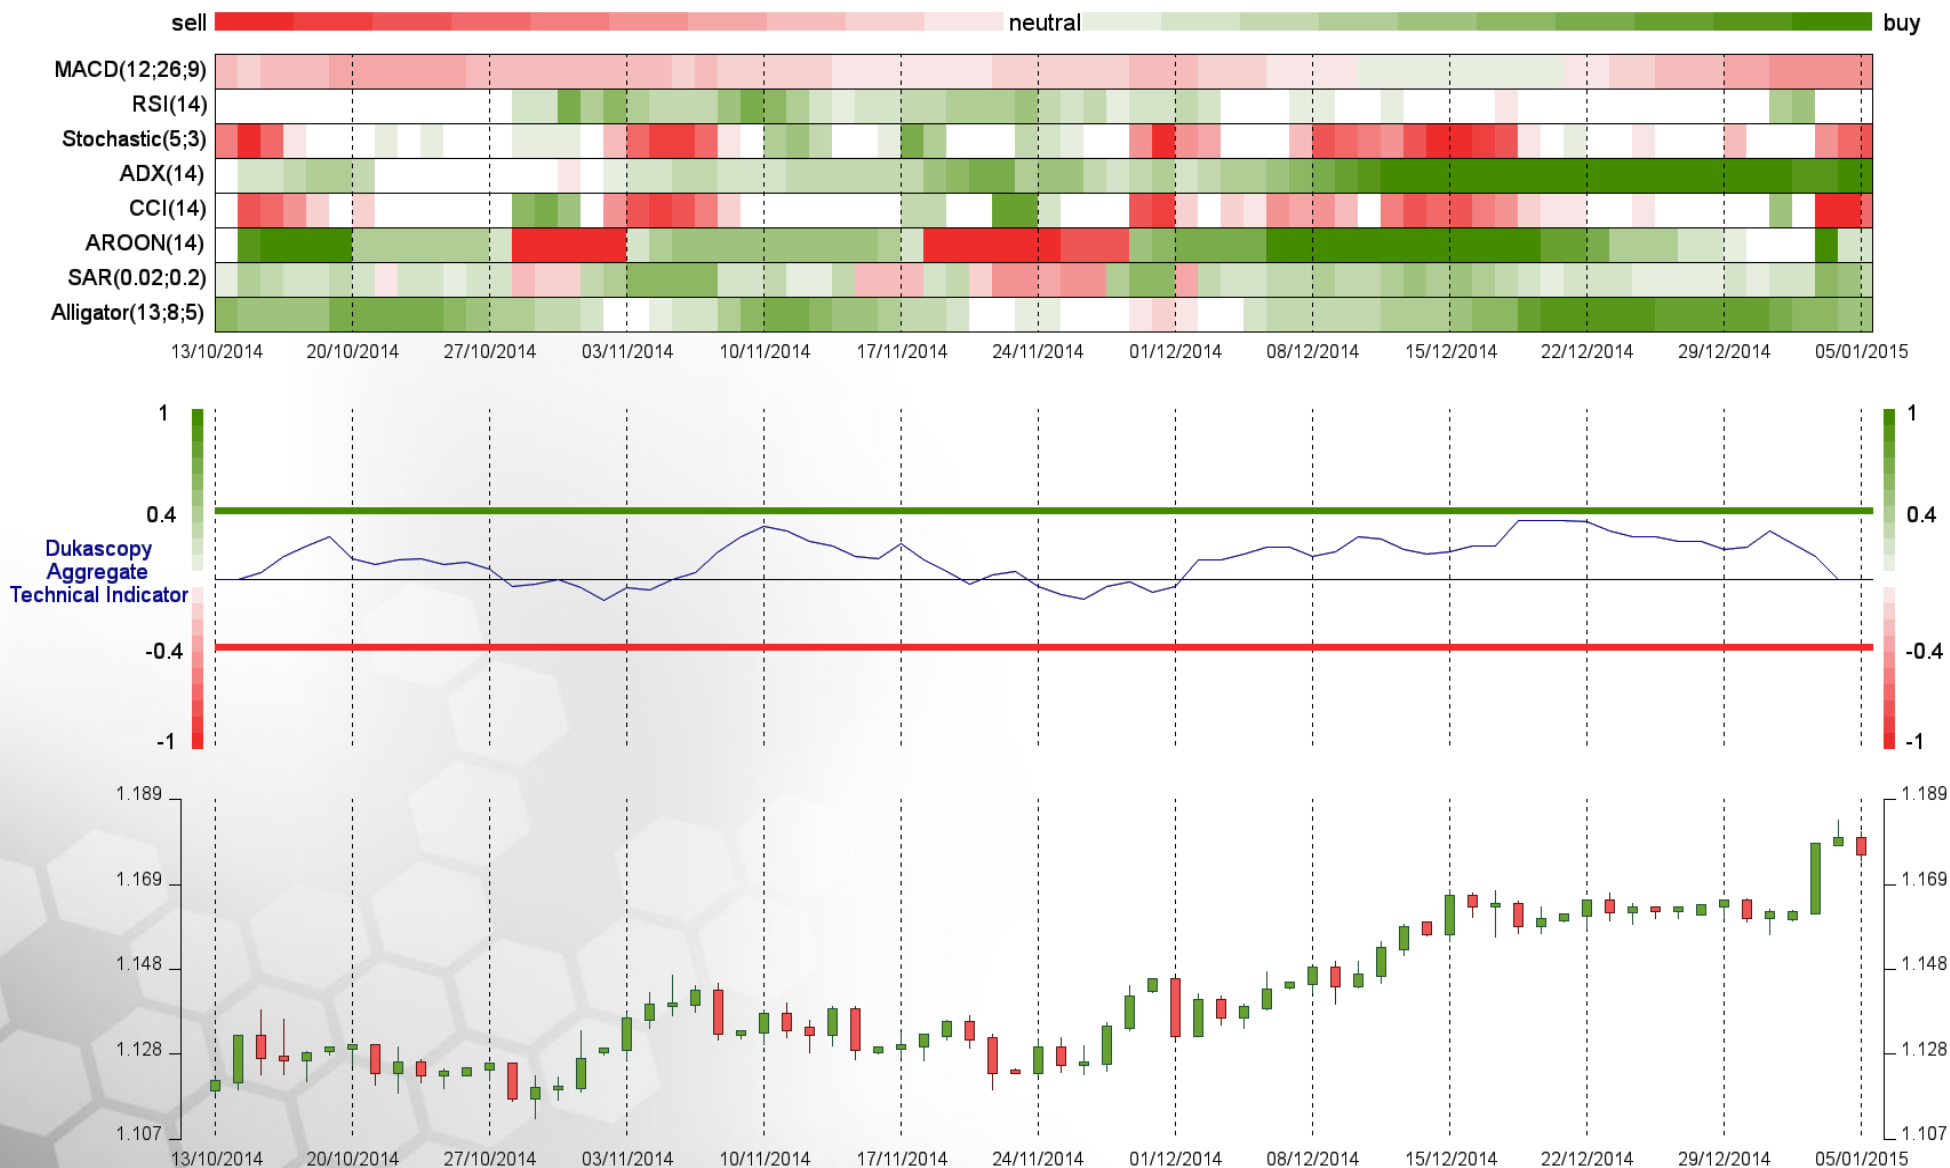 sell neutral buy
MACD(12;26;9)
RSI(14)
Stochastic(5;3)
ADX(14)
CCI(14)
AROON(14)
SAR(0.02;0.2)
Alligator(13;8;5)
13/10/2014 20/10/2014 27/10/2014 03/11/2014 10/11/2014 17/11/2014 24/11/2014 01/12/2014 08/12/2014 15/12/2014 22/12/2014 29/12/2014 05/01/2015
1 1
0.4 0.4
Dukascopy
Aggregate
Technical Indicator
-0.4 -0.4
-1 -1
1.189 1.189
1.169 1.169
1.148 1.148
1.128 1.128
1.107 1.107
13/10/2014 20/10/2014 27/10/2014 03/11/2014 10/11/2014 17/11/2014 24/11/2014 01/12/2014 08/12/2014 15/12/2014 22/12/2014 29/12/2014 05/01/2015